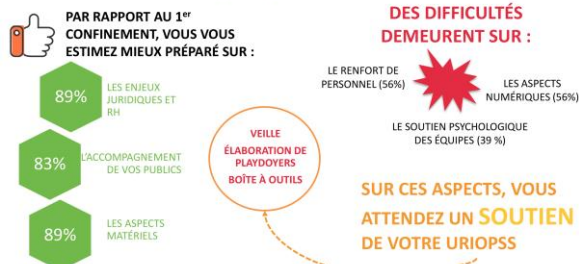 PAR RAPPORT AU 1er
CONFINEMENT, VOUS VOUS
ESTIMEZ MIEUX PRÉPARÉ SUR :
89%
LES ENJEUX
JURIDIQUES ET
RH
83%
L'ACCOMPAGNEMENT
DE VOS PUBLICS
89%
LES ASPECTS
MATÉRIELS
VEILLE
ÉLABORATION DE
PLAYDOYERS
BOÎTE À OUTILS
DES DIFFICULTÉS
DEMEURENT SUR :
LE RENFORT DE
PERSONNEL (56%)
LES ASPECTS
NUMÉRIQUES (56%)
LE SOUTIEN PSYCHOLOGIQUE
DES ÉQUIPES (39 %)
SUR CES ASPECTS, VOUS
ATTENDEZ UN SOUTIEN
DE VOTRE URIOPSS